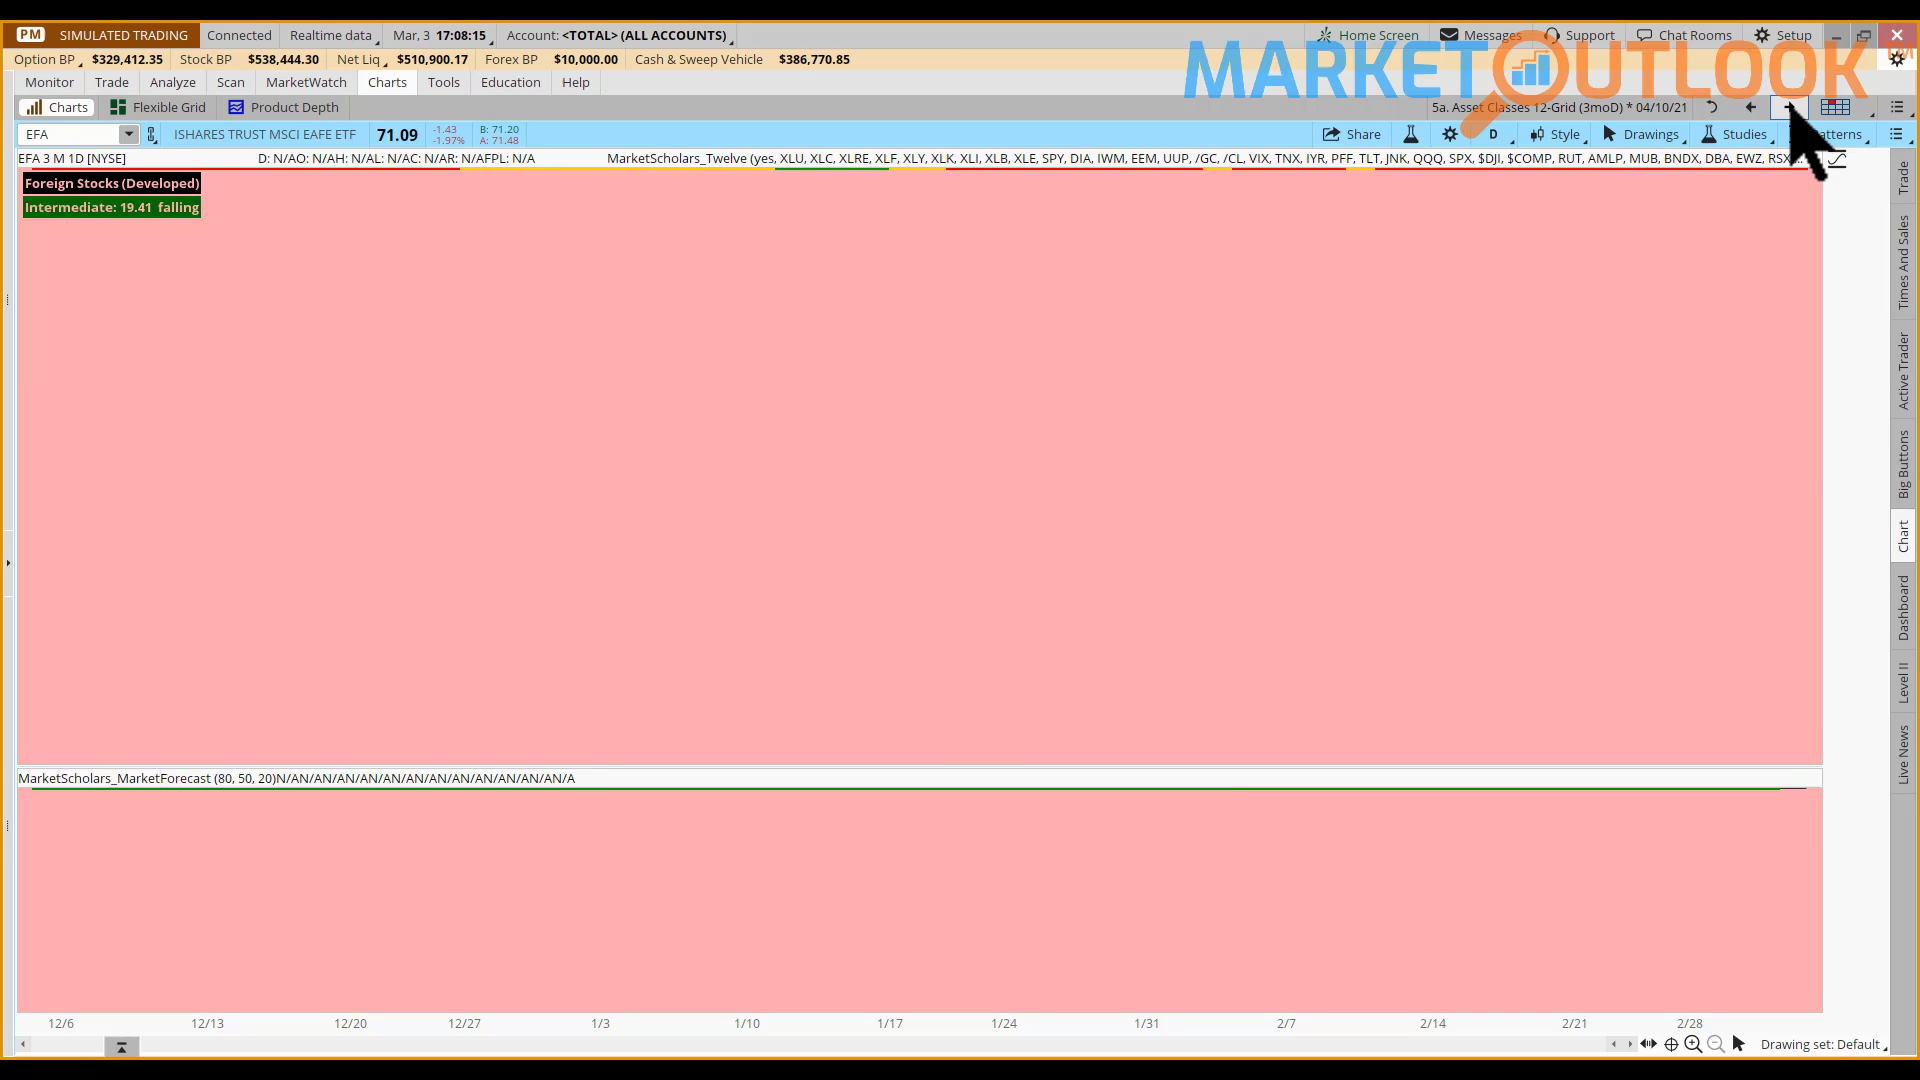 PM SIMULATED TRADING Connected Realtime data Mar, 3 17:08:15 Account: <TOTAL> (ALL ACCOUNTS) Home Screen Messages Support Chat Rooms Setup
Option BP $329,412.35 Stock BP $538,444.30 Net Liq $510,900.17 Forex BP $10,000.00 Cash & Sweep Vehicle $386,770.85
MARKET OUTLOOK
Monitor Trade Analyze Scan MarketWatch Charts Tools Education Help
Charts Flexible Grid Product Depth 5a. Asset Classes 12-Grid (3moD) * 04/10/21
EFA ISHARES TRUST MSCI EAFE ETF 71.09 -1.43 B: 71.20 Share D Style Drawings Studies
-1.97% A: 71.48
EFA 3 M 1D [NYSE] D: N/AO: N/AH: N/AL: N/AC: N/AR: N/AFPL: N/A MarketScholars_Twelve (yes, XLU, XLC, XLRE, XLF, XLY, XLK, XLI, XLB, XLE, SPY, DIA, IWM, EEM, UUP, /GC, /CL, VIX, TNX, IYR, PFF, TLT, JNK, QQQ, SPX, $DJI, $COMP, RUT, AMLP, MUB, BNDX, DBA, EWZ, RSX...
Foreign Stocks (Developed)
Intermediate: 19.41 falling
MarketScholars_MarketForecast (80, 50, 20)N/AN/AN/AN/AN/AN/AN/AN/AN/AN/AN/AN/AN/A
12/6 12/13 12/20 12/27 1/3 1/10 1/17 1/24 1/31 2/7 2/14 2/21 2/28
Drawing set: Default
Trade
Times And Sales
Active Trader
Big Buttons
Chart
Dashboard
Level II
Live News